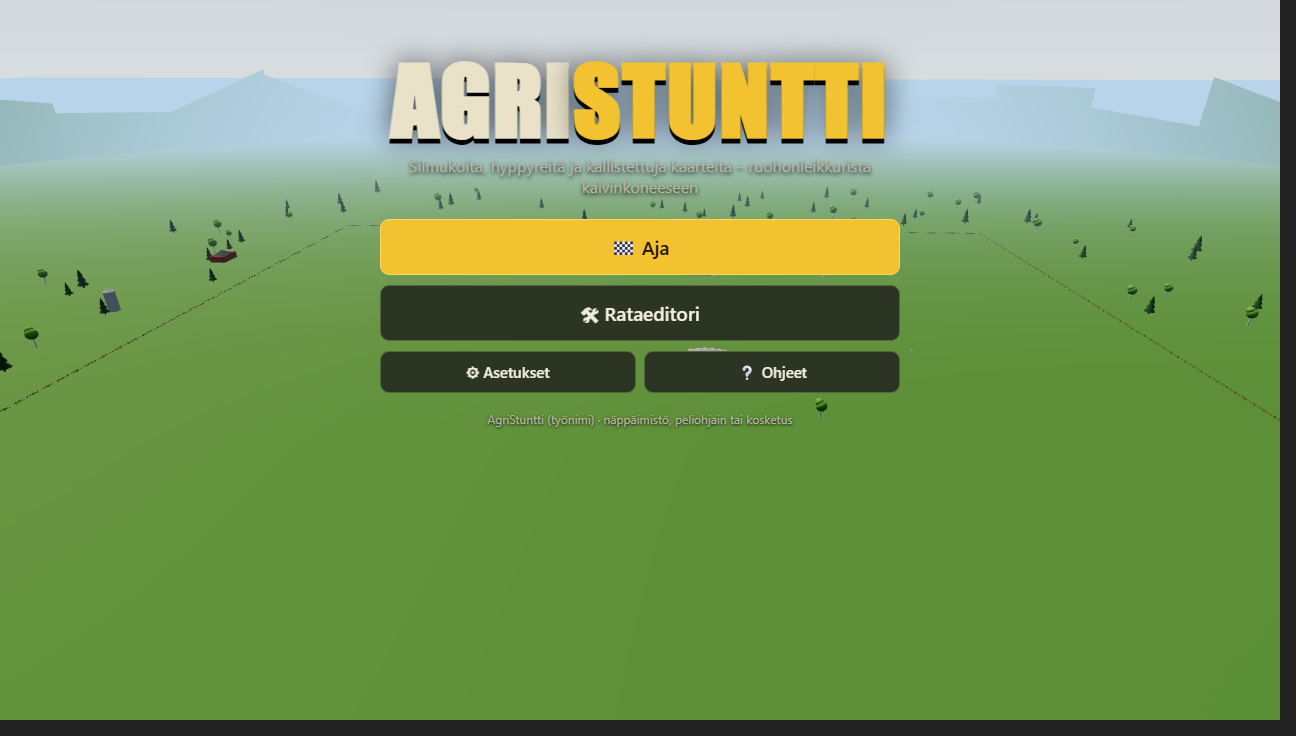 AGRISTUNTTI
Silmukoita, hyppyreitä ja kallistettuja kaarteita – ruohonleikkurista
kaivinkoneeseen
Aja
🛠 Rataeditori
⚙ Asetukset
❔ Ohjeet
AgriStuntti (työnimi) · näppäimistö, peliohjain tai kosketus